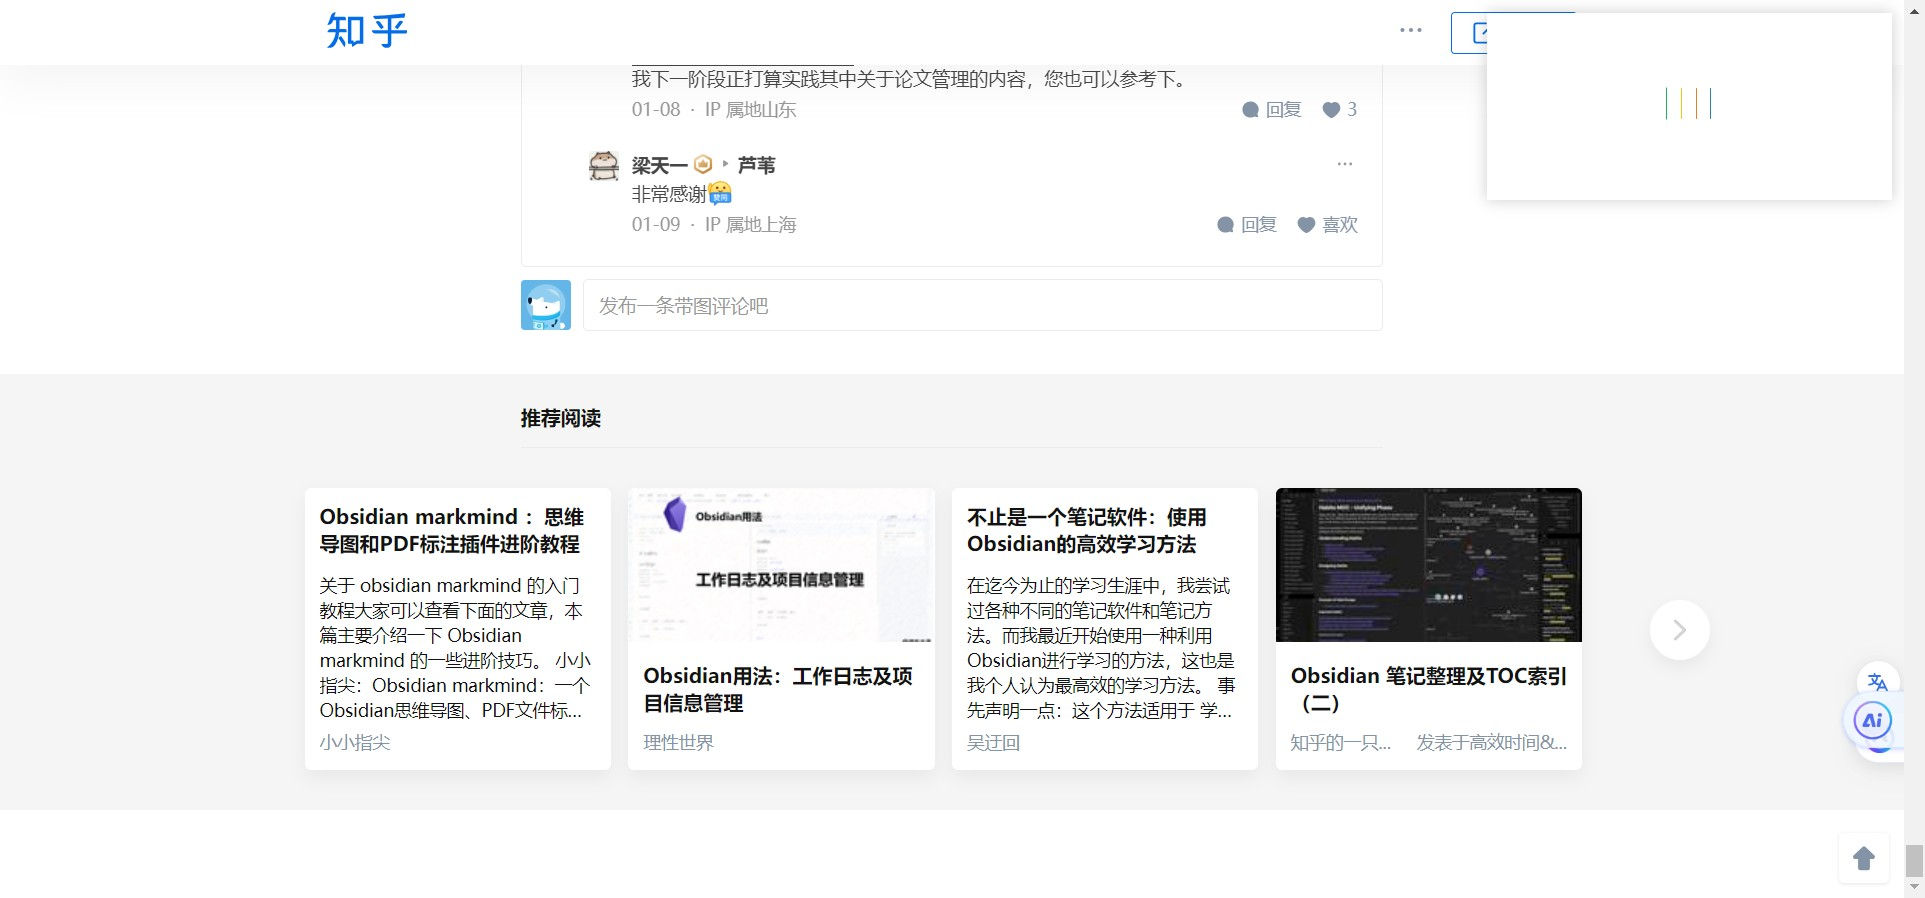 知乎
我下一阶段正打算实践其中关于论文管理的内容，您也可以参考下。
01-08 · IP 属地山东
回复
3
梁天一
芦苇
非常感谢
赞同
01-09 · IP 属地上海
回复
喜欢
发布一条带图评论吧
推荐阅读
Obsidian markmind ：思维
导图和PDF标注插件进阶教程
关于 obsidian markmind 的入门
教程大家可以查看下面的文章，本
篇主要介绍一下 Obsidian
markmind 的一些进阶技巧。 小小
指尖：Obsidian markmind：一个
Obsidian思维导图、PDF文件标...
小小指尖
Obsidian用法
工作日志及项目信息管理
Obsidian用法：工作日志及项
目信息管理
理性世界
不止是一个笔记软件：使用
Obsidian的高效学习方法
在迄今为止的学习生涯中，我尝试
过各种不同的笔记软件和笔记方
法。而我最近开始使用一种利用
Obsidian进行学习的方法，这也是
我个人认为最高效的学习方法。 事
先声明一点：这个方法适用于 学...
吴迂回
Obsidian 笔记整理及TOC索引
（二）
知乎的一只...
发表于高效时间&...
Ai